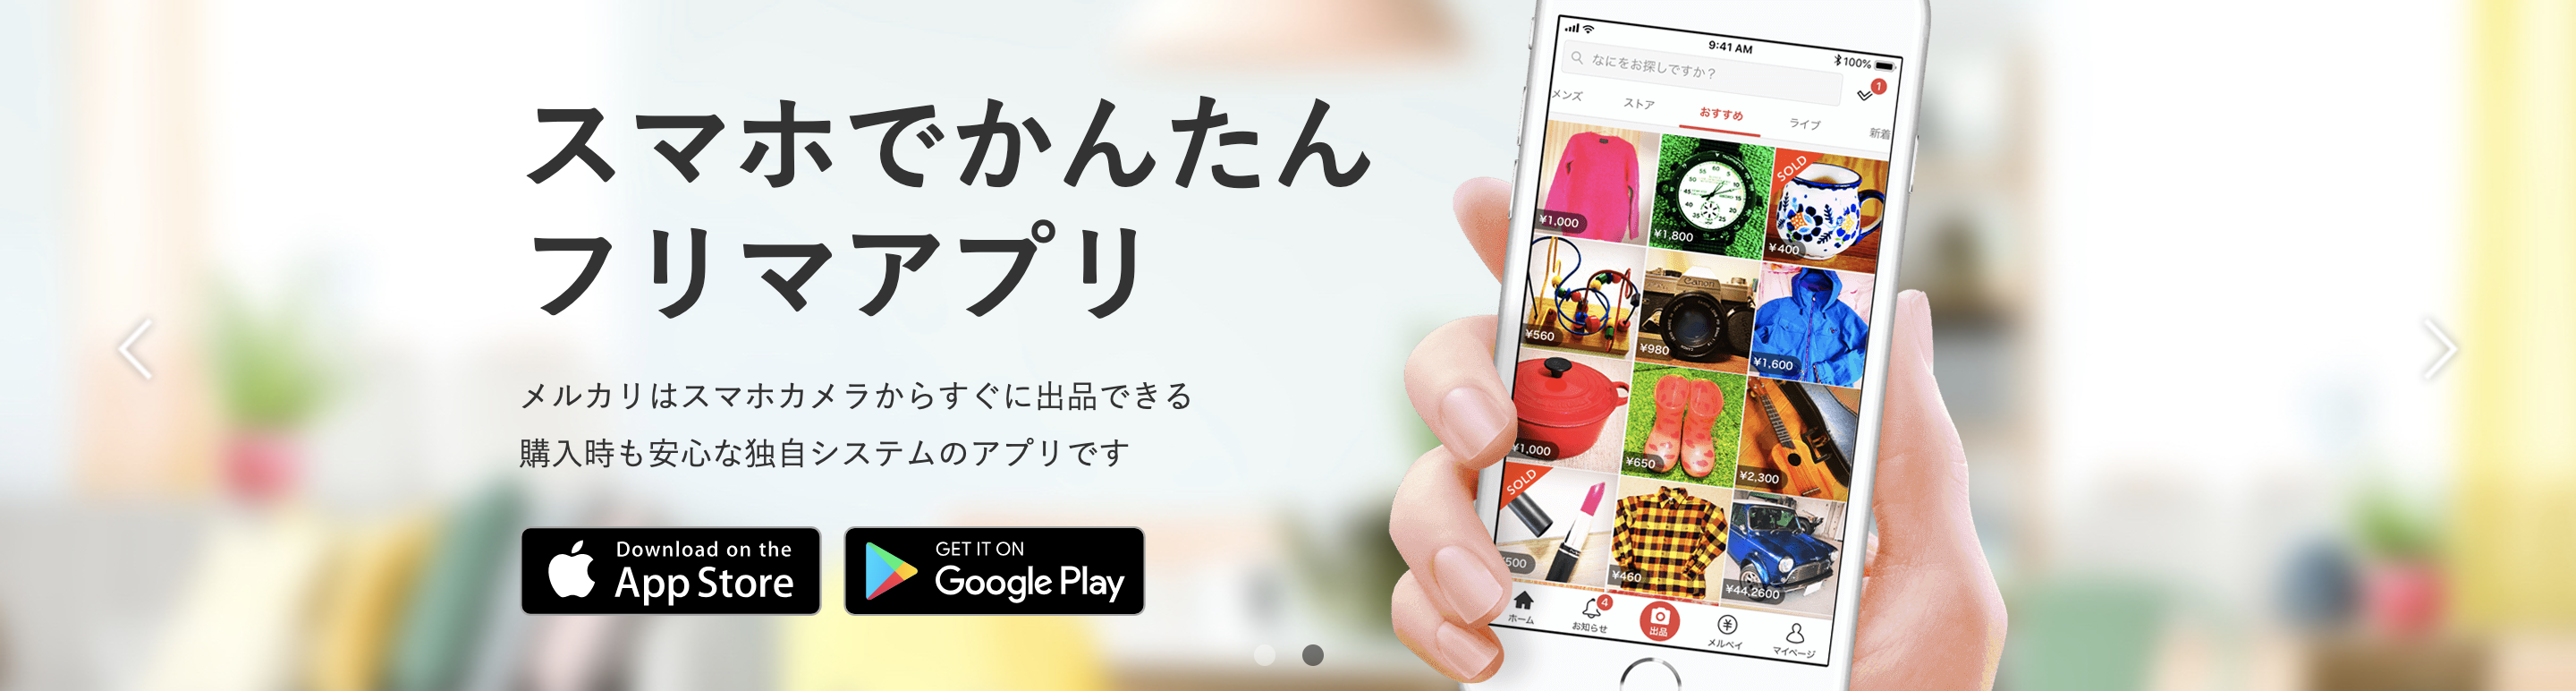 スマホでかんたん
フリマアプリ
メルカリはスマホカメラからすぐに出品できる
購入時も安心な独自システムのアプリです
Download on the
App Store
GET IT ON
Google Play
9:41 AM
100%
なにをお探しですか？
1
メンズ ストア おすすめ ライブ 新着
SOLD
¥1,000 ¥1,800 ¥400
Canon
¥560 ¥980 ¥1,600
¥1,000 ¥650 ¥2,300
SOLD
500 ¥460 ¥44,2600
4
ホーム お知らせ 出品 メルペイ マイページ